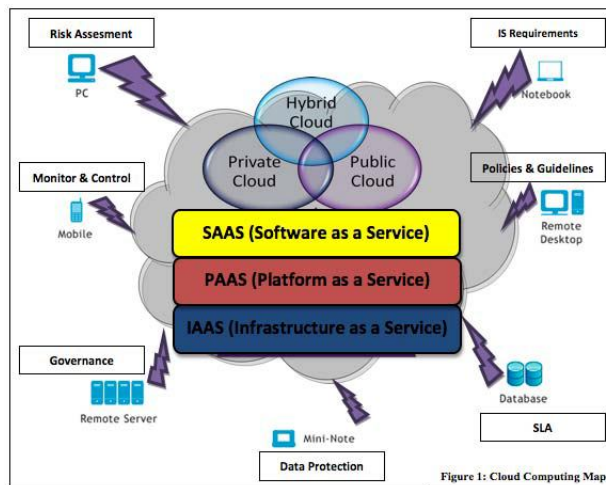 Risk Assesment
PC
IS Requirements
Notebook
Hybrid
Cloud
Private
Cloud
Public
Cloud
Monitor & Control
Mobile
Policies & Guidelines
Remote
Desktop
SAAS (Software as a Service)
PAAS (Platform as a Service)
IAAS (Infrastructure as a Service)
Governance
Remote Server
Database
SLA
Mini-Note
Data Protection
Figure 1: Cloud Computing Map